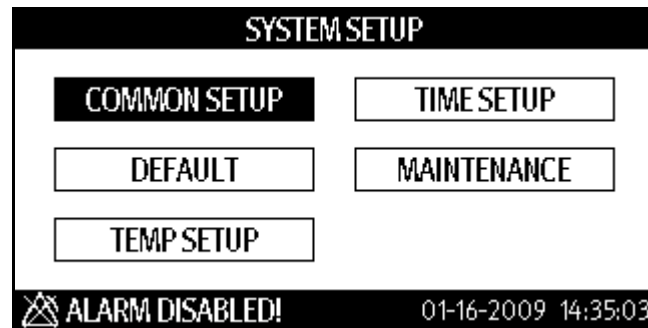 SYSTEM SETUP
COMMON SETUP TIME SETUP
DEFAULT MAINTENANCE
TEMP SETUP
ALARM DISABLED! 01-16-2009 14:35:03